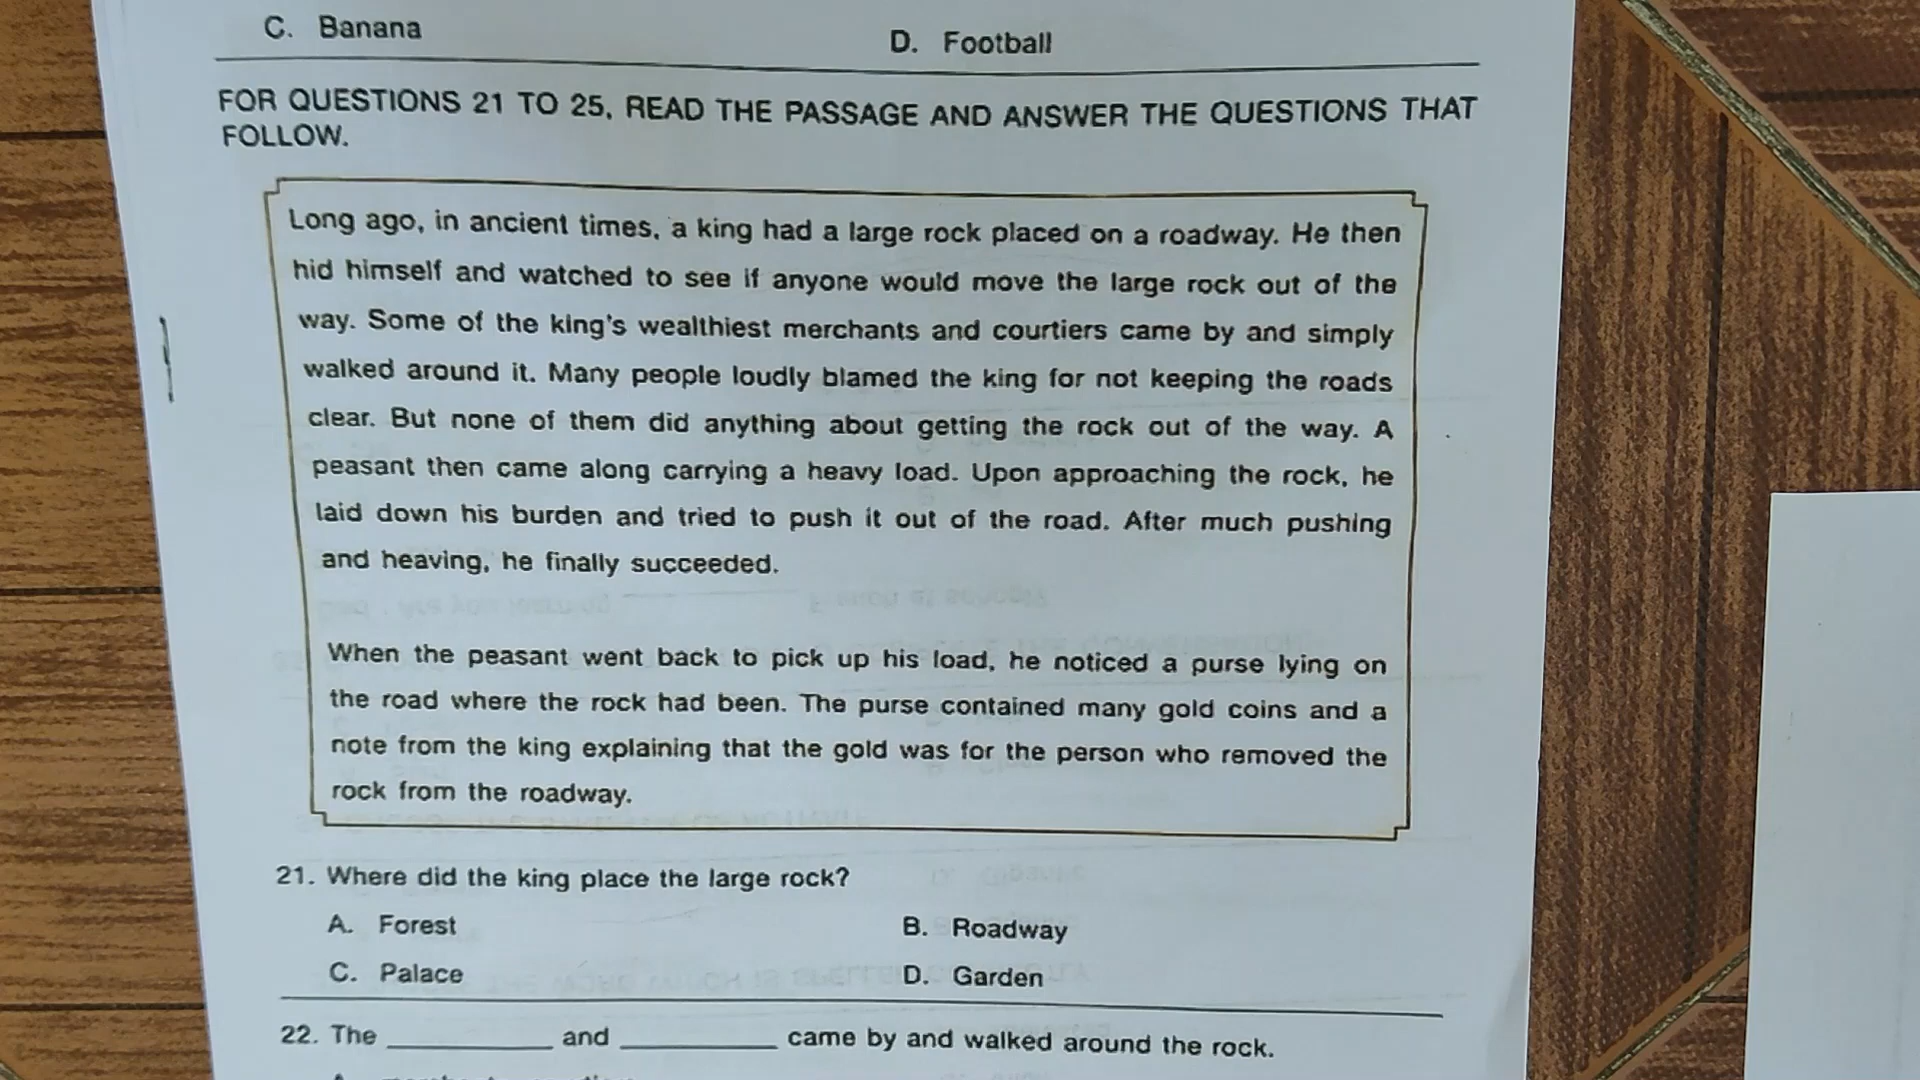 C. Banana
D. Football
FOR QUESTIONS 21 TO 25, READ THE PASSAGE AND ANSWER THE QUESTIONS THAT
FOLLOW.
Long ago, in ancient times, a king had a large rock placed on a roadway. He then
hid himself and watched to see if anyone would move the large rock out of the
way. Some of the king's wealthiest merchants and courtiers came by and simply
walked around it. Many people loudly blamed the king for not keeping the roads
clear. But none of them did anything about getting the rock out of the way. A
peasant then came along carrying a heavy load. Upon approaching the rock, he
laid down his burden and tried to push it out of the road. After much pushing
and heaving, he finally succeeded.
When the peasant went back to pick up his load, he noticed a purse lying on
the road where the rock had been. The purse contained many gold coins and a
note from the king explaining that the gold was for the person who removed the
rock from the roadway.
21. Where did the king place the large rock?
A. Forest
B. Roadway
C. Palace
D. Garden
22. The __________ and __________ came by and walked around the rock.